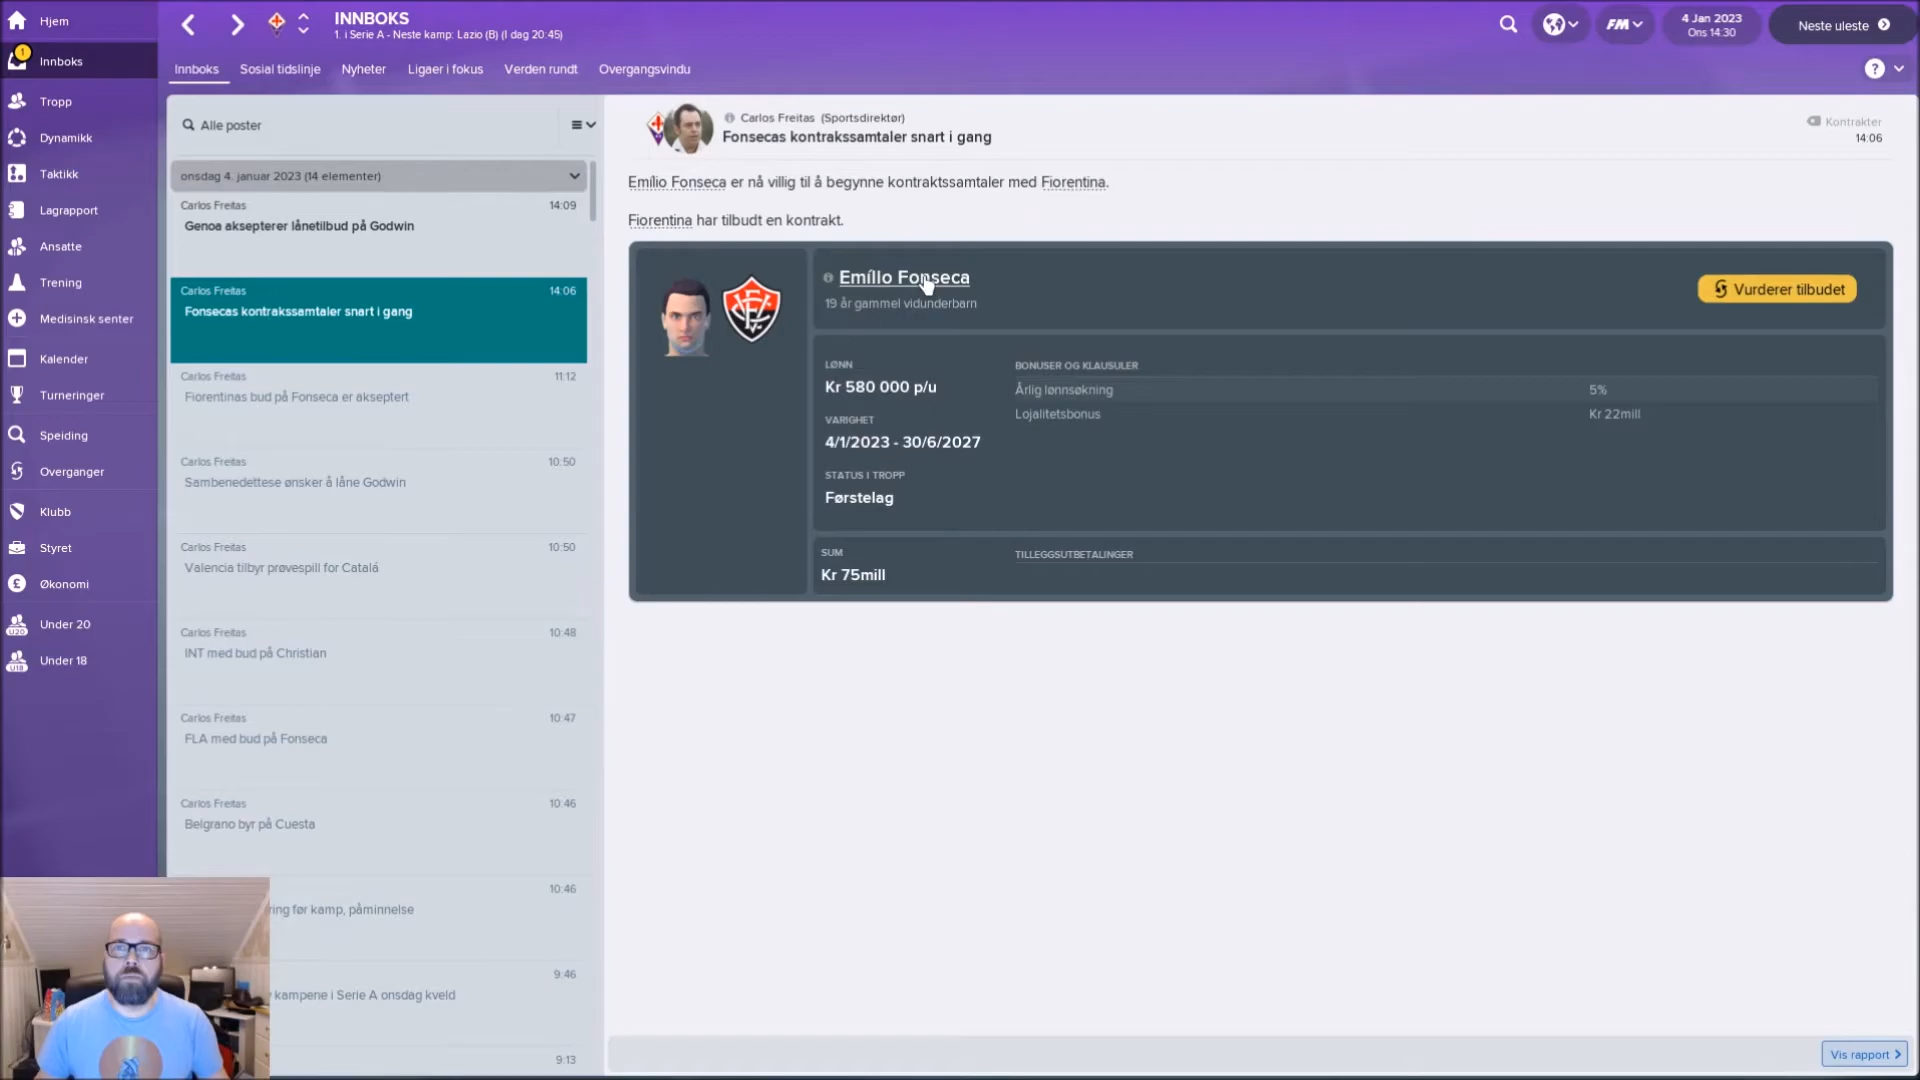 Hjem
Innboks
Tropp
Dynamikk
Taktikk
Lagrapport
Ansatte
Trening
Medisinsk senter
Kalender
Turneringer
Speiding
Overganger
Klubb
Styret
Økonomi
Under 20
Under 18
INNBOKS
1. i Serie A - Neste kamp: Lazio (B) (I dag 20:45)
FM
4 Jan 2023
Ons 14:30
Neste uleste
Innboks Sosial tidslinje Nyheter Ligaer i fokus Verden rundt Overgangsvindu
Alle poster
onsdag 4. januar 2023 (14 elementer)
Carlos Freitas 14:09
Genoa aksepterer lånetilbud på Godwin
Carlos Freitas 14:06
Fonsecas kontrakssamtaler snart i gang
Carlos Freitas 11:12
Fiorentinas bud på Fonseca er akseptert
Carlos Freitas 10:50
Sambenedettese ønsker å låne Godwin
Carlos Freitas 10:50
Valencia tilbyr prøvespill for Catalá
Carlos Freitas 10:48
INT med bud på Christian
Carlos Freitas 10:47
FLA med bud på Fonseca
Carlos Freitas 10:46
Belgrano byr på Cuesta
10:46
ring før kamp, påminnelse
9:46
kampene i Serie A onsdag kveld
9:13
Carlos Freitas (Sportsdirektør)
Fonsecas kontrakssamtaler snart i gang
Kontrakter
14:06
Emílio Fonseca er nå villig til å begynne kontraktssamtaler med Fiorentina.
Fiorentina har tilbudt en kontrakt.
Emílio Fonseca
19 år gammel vidunderbarn
Vurderer tilbudet
LØNN
Kr 580 000 p/u
VARIGHET
4/1/2023 - 30/6/2027
STATUS I TROPP
Førstelag
BONUSER OG KLAUSULER
Årlig lønnsøkning 5%
Lojalitetsbonus Kr 22mill
SUM
Kr 75mill
TILLEGGSUTBETALINGER
Vis rapport